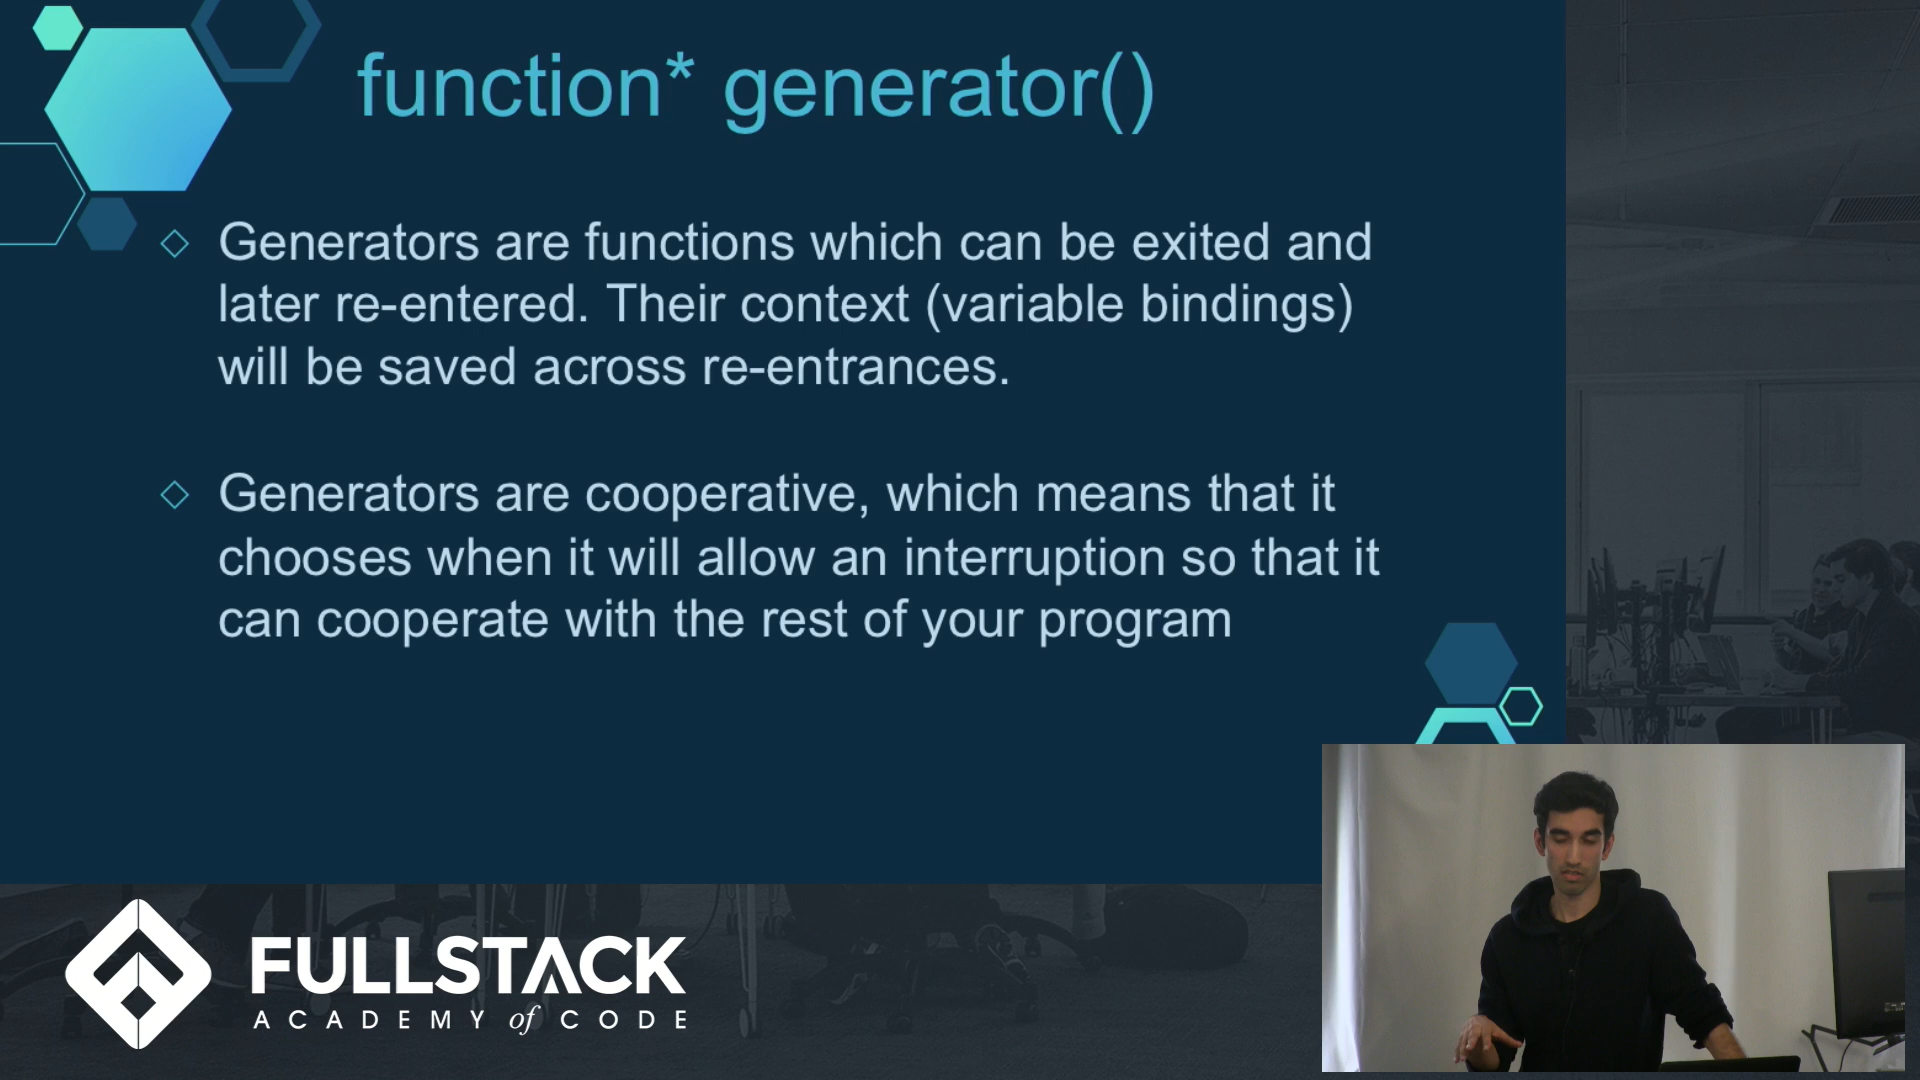 function* generator()
Generators are functions which can be exited and
later re-entered. Their context (variable bindings)
will be saved across re-entrances.
Generators are cooperative, which means that it
chooses when it will allow an interruption so that it
can cooperate with the rest of your program
FULLSTACK
ACADEMY of CODE